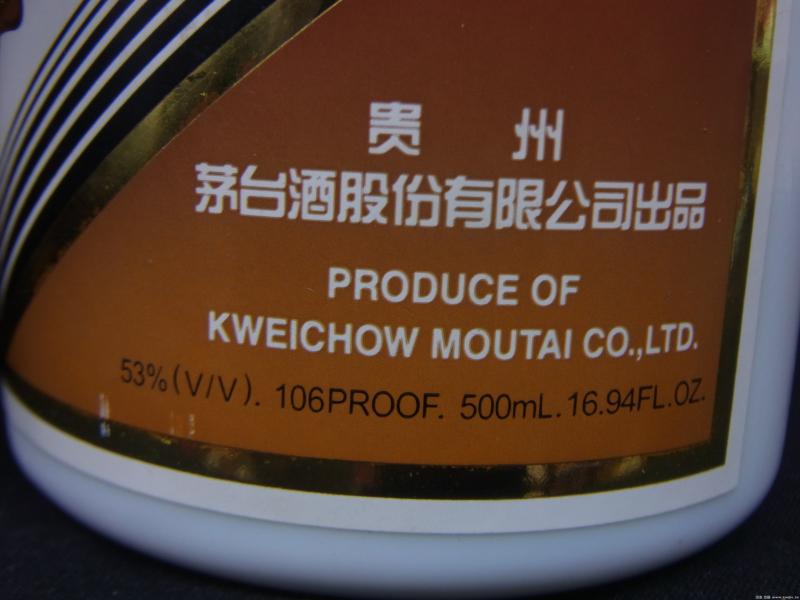 贵州
茅台酒股份有限公司出品
PRODUCE OF
KWEICHOW MOUTAI CO.,LTD.
53%(V/V). 106PROOF. 500mL. 16.94FL.OZ.